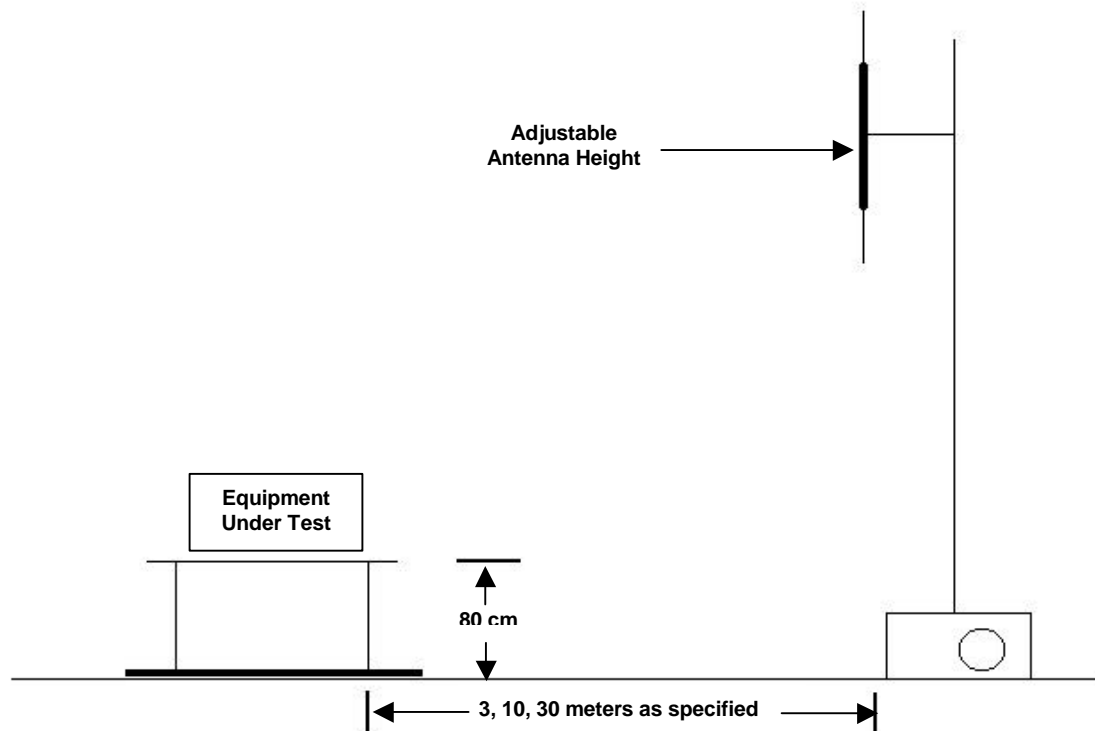 Adjustable
Antenna Height
Equipment
Under Test
80 cm
3, 10, 30 meters as specified